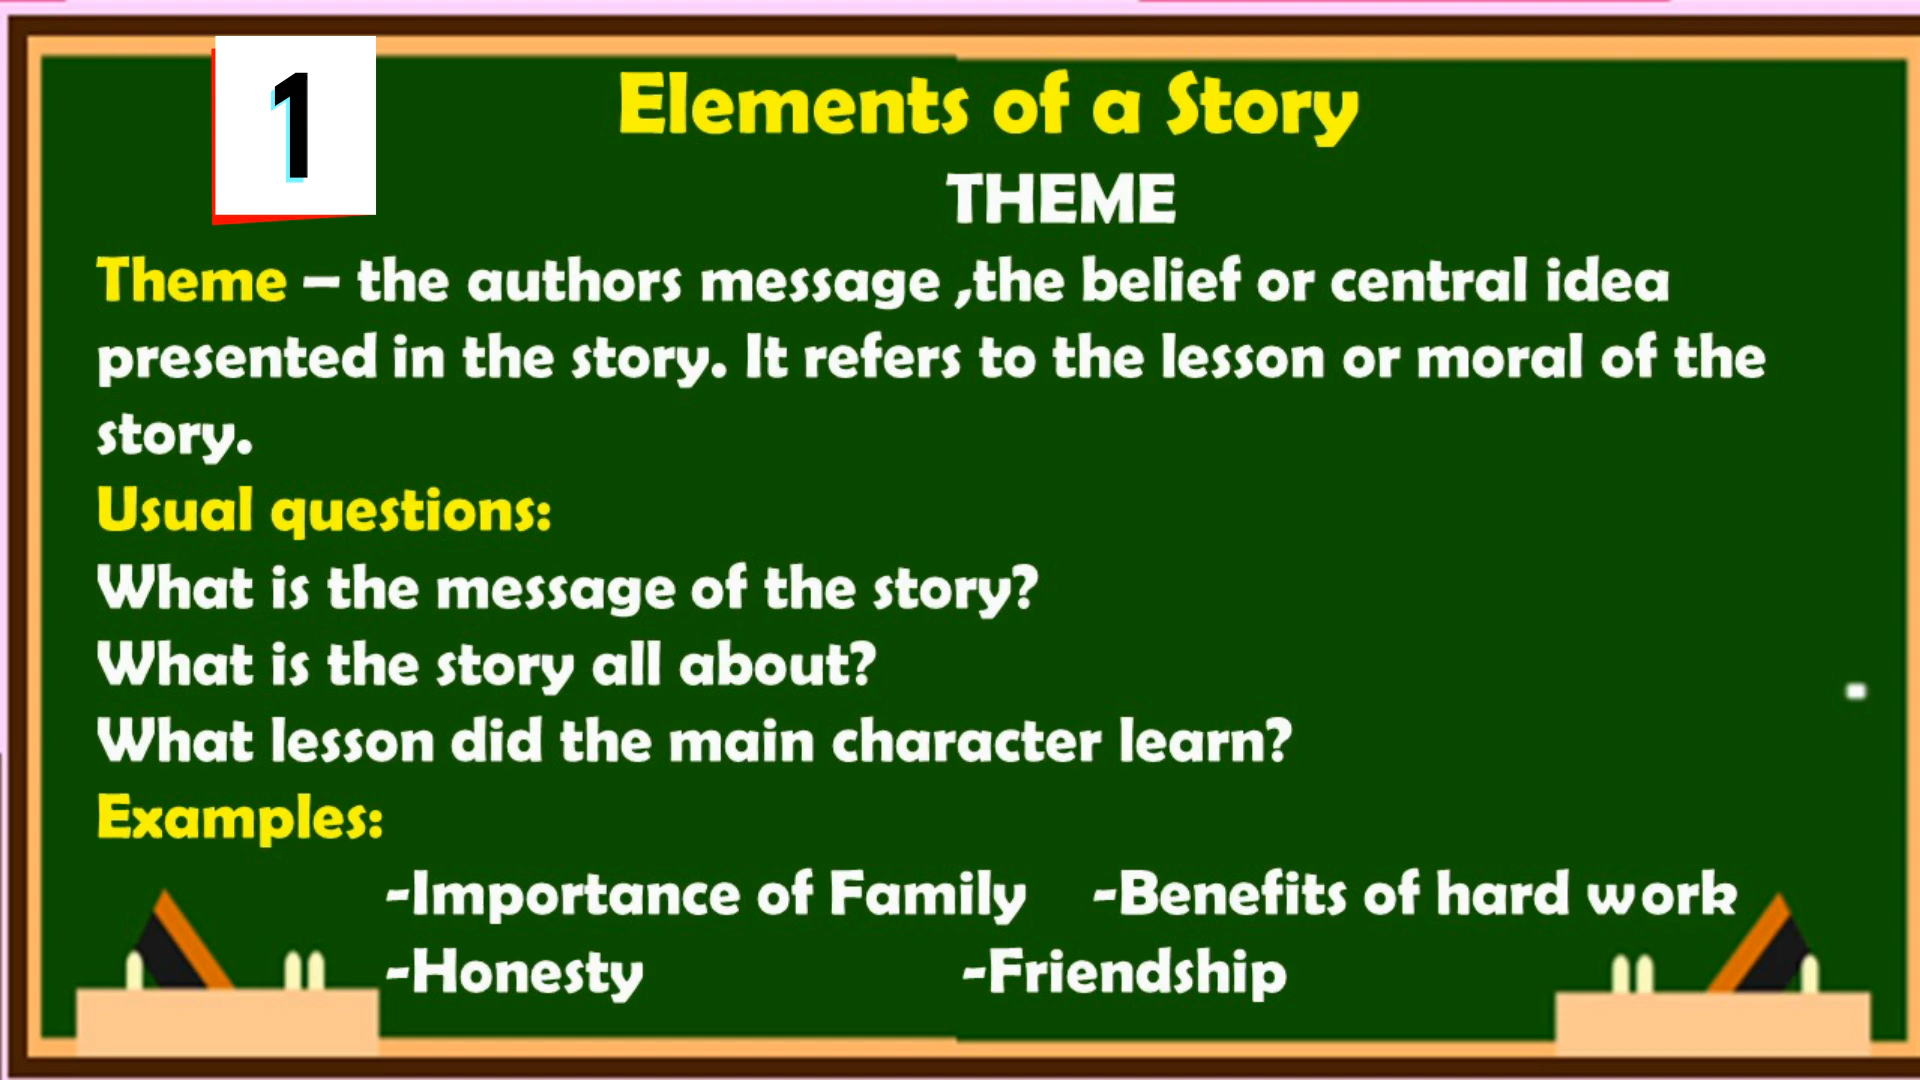 1
Elements of a Story
THEME
Theme – the authors message ,the belief or central idea
presented in the story. It refers to the lesson or moral of the
story.
Usual questions:
What is the message of the story?
What is the story all about?
What lesson did the main character learn?
Examples:
-Importance of Family -Benefits of hard work
-Honesty -Friendship